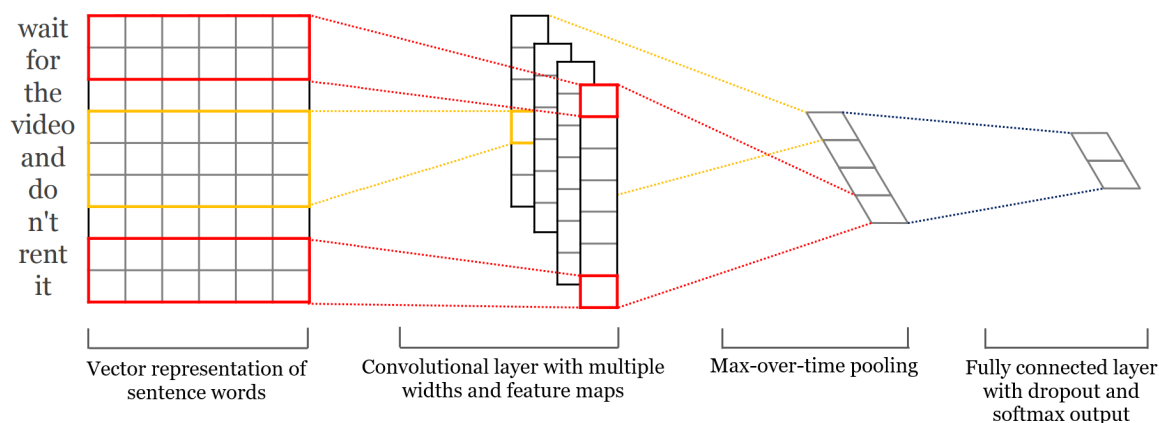 wait
for
the
video
and
do
n't
rent
it
Vector representation of
sentence words
Convolutional layer with multiple
widths and feature maps
Max-over-time pooling
Fully connected layer
with dropout and
softmax output